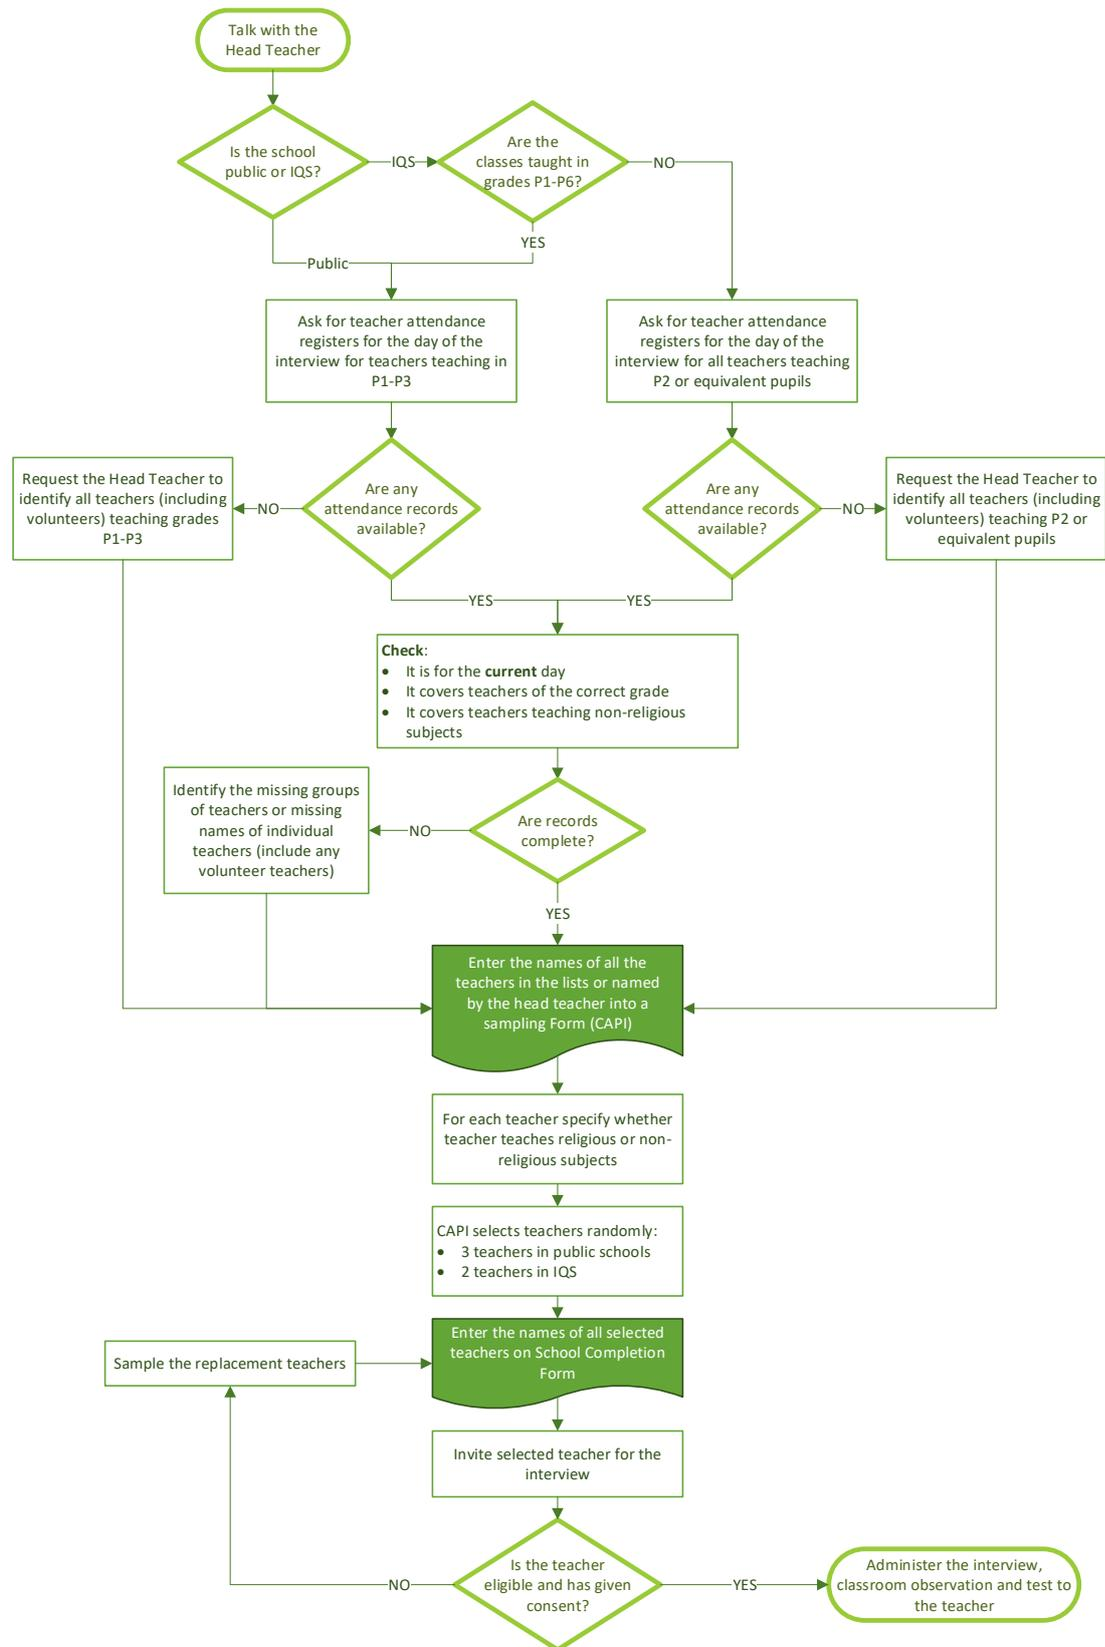 Talk with the
Head Teacher
Is the school
public or IQS?
IQS
Are the
classes taught in
grades P1-P6?
NO
YES
Public
Ask for teacher attendance
registers for the day of the
interview for teachers teaching in
P1-P3
Ask for teacher attendance
registers for the day of the
interview for all teachers teaching
P2 or equivalent pupils
Request the Head Teacher to
identify all teachers (including
volunteers) teaching grades
P1-P3
NO
Are any
attendance records
available?
Are any
attendance records
available?
NO
Request the Head Teacher to
identify all teachers (including
volunteers) teaching P2 or
equivalent pupils
YES
YES
Check:
• It is for the current day
• It covers teachers of the correct grade
• It covers teachers teaching non-religious
subjects
Identify the missing groups
of teachers or missing
names of individual
teachers (include any
volunteer teachers)
NO
Are records
complete?
YES
Enter the names of all the
teachers in the lists or named
by the head teacher into a
sampling Form (CAPI)
For each teacher specify whether
teacher teaches religious or non-
religious subjects
CAPI selects teachers randomly:
• 3 teachers in public schools
• 2 teachers in IQS
Enter the names of all selected
teachers on School Completion
Form
Sample the replacement teachers
Invite selected teacher for the
interview
Is the teacher
eligible and has given
consent?
NO
YES
Administer the interview,
classroom observation and test to
the teacher